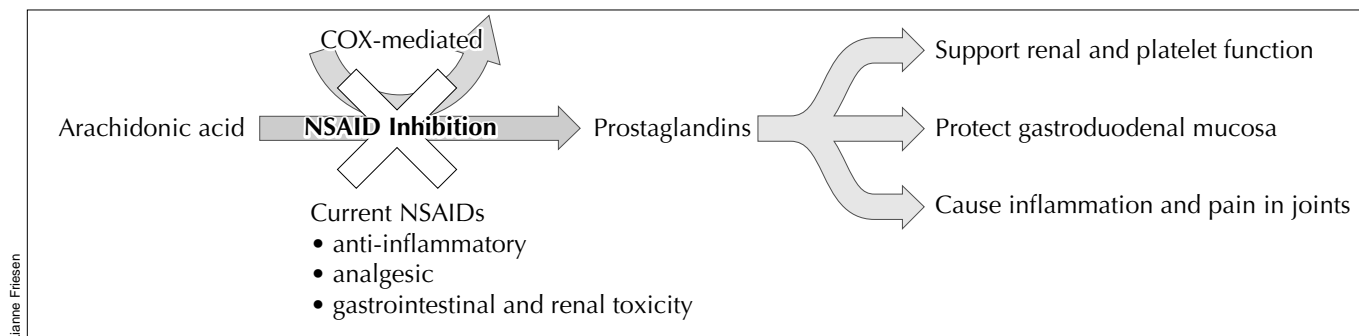 COX-mediated
Support renal and platelet function
Arachidonic acid
NSAID Inhibition
Prostaglandins
Protect gastroduodenal mucosa
Cause inflammation and pain in joints
Current NSAIDs
• anti-inflammatory
• analgesic
• gastrointestinal and renal toxicity
Friesen